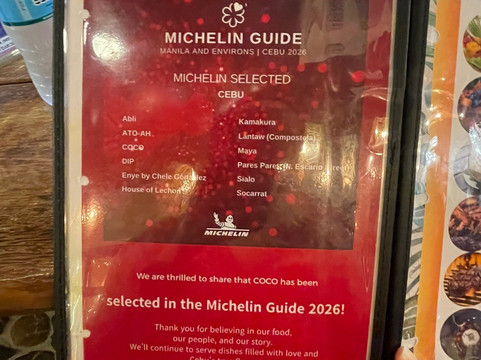 MICHELIN GUIDE
MANILA AND ENVIRONS | CEBU 2026
MICHELIN SELECTED
CEBU
Abli
ATO-AH
COCO
DIP
Enye by Chele González
House of Lechon
Kamakura
Lantaw (Compostela)
Maya
Pares Pares (N. Escario Street)
Sialo
Socarrat
MICHELIN
We are thrilled to share that COCO has been
selected in the Michelin Guide 2026!
Thank you for believing in our food,
our people, and our story.
We'll continue to serve dishes filled with love and